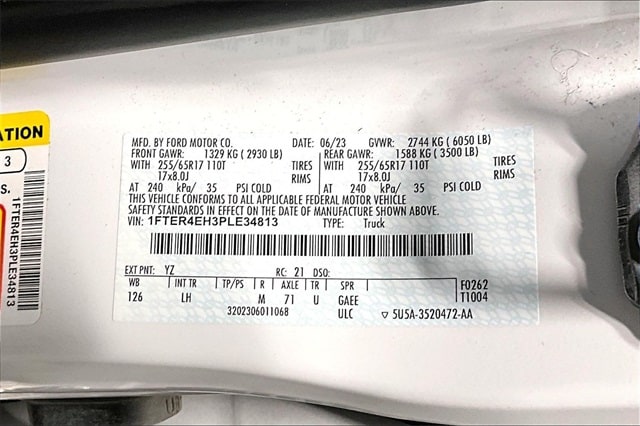 ATION
3
S.
1FTER4EH3PLE34813
MFD. BY FORD MOTOR CO. DATE: 06/23 GVWR: 2744 KG ( 6050 LB)
FRONT GAWR: 1329 KG ( 2930 LB) REAR GAWR: 1588 KG ( 3500 LB)
WITH 255/65R17 110T TIRES WITH 255/65R17 110T TIRES
17x8.0J RIMS 17x8.0J RIMS
AT 240 kPa/ 35 PSI COLD AT 240 kPa/ 35 PSI COLD
THIS VEHICLE CONFORMS TO ALL APPLICABLE FEDERAL MOTOR VEHICLE
SAFETY STANDARDS IN EFFECT ON THE DATE OF MANUFACTURE SHOWN ABOVE.
VIN: 1FTER4EH3PLE34813 TYPE: Truck
EXT PNT: YZ RC: 21 DSO:
WB INT TR TP/PS R AXLE TR SPR F0262
126 LH M 71 U GAEE T1004
3202306011068 ULC ▽ 5U5A-3520472-AA